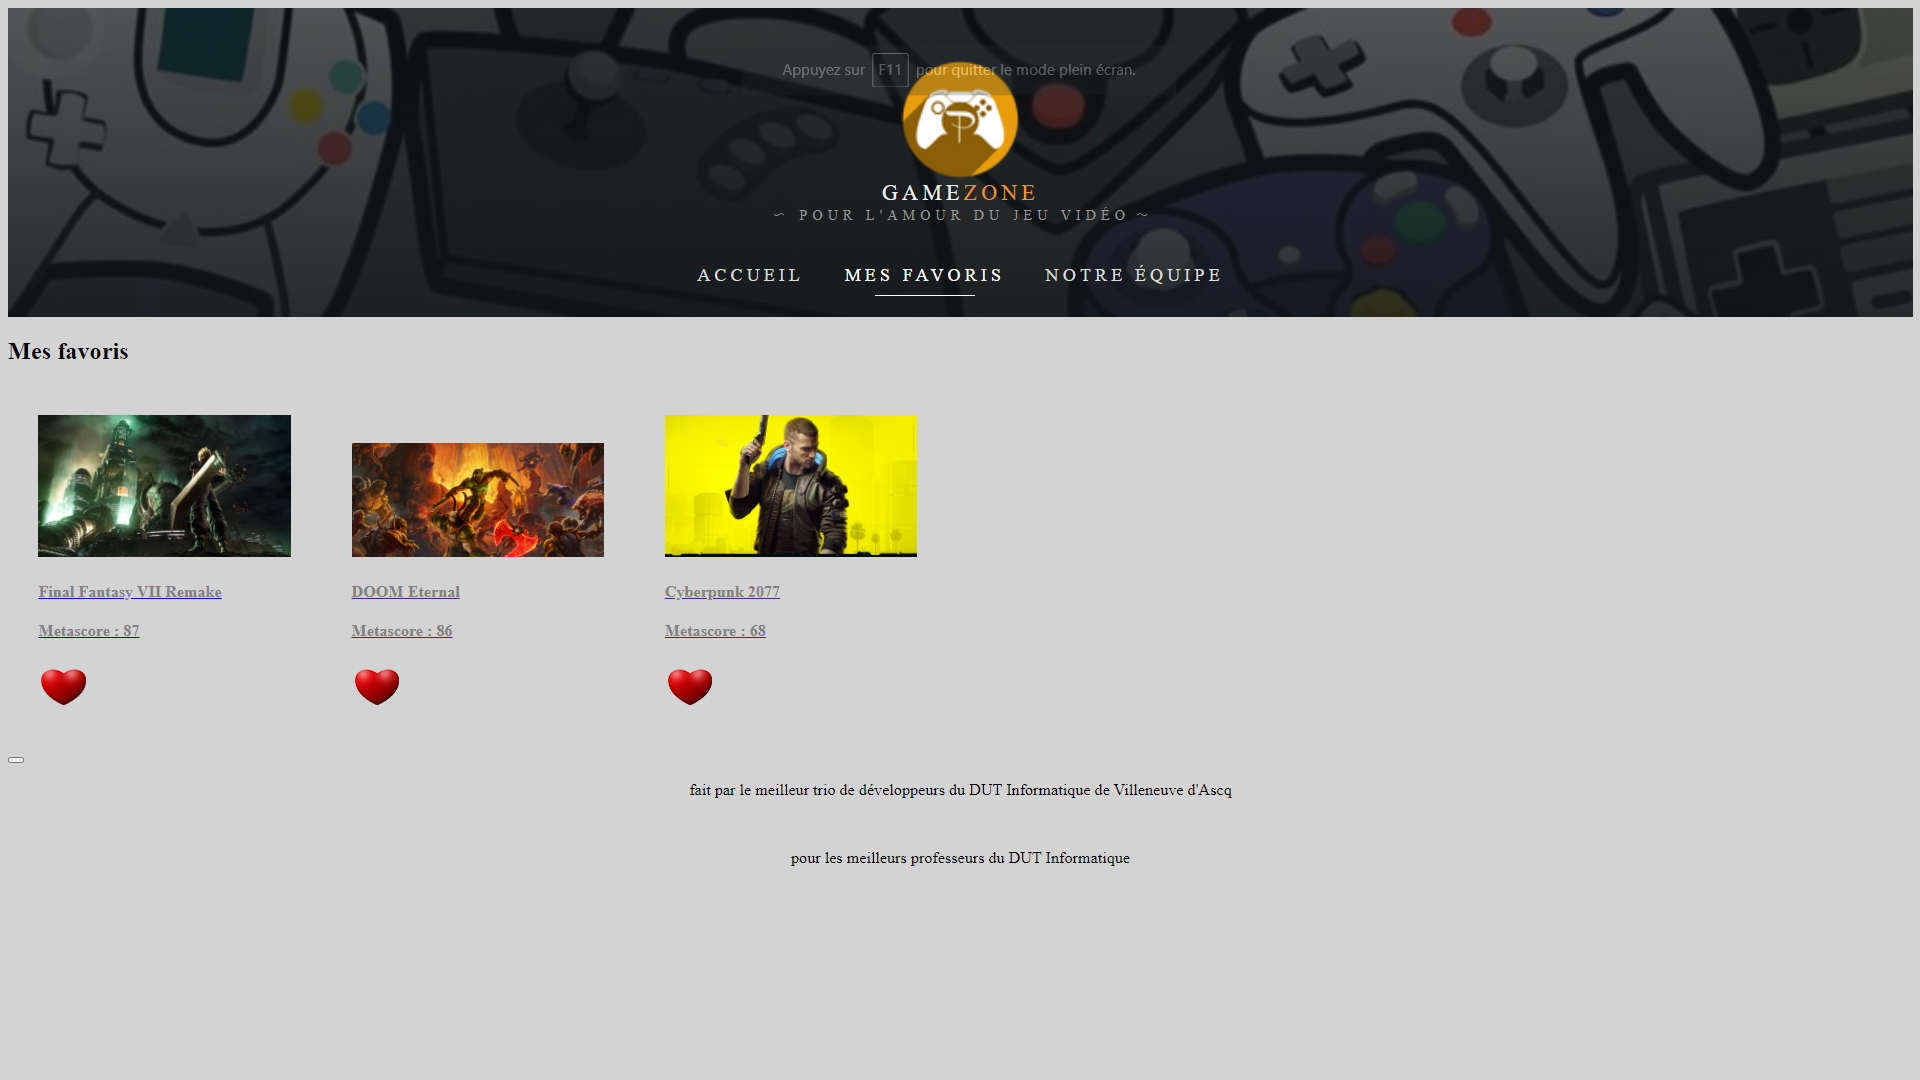 Appuyez sur F11 pour quitter le mode plein écran.
GAMEZONE
~ POUR L'AMOUR DU JEU VIDÉO ~
ACCUEIL MES FAVORIS NOTRE ÉQUIPE
Mes favoris
Final Fantasy VII Remake
Metascore : 87
DOOM Eternal
Metascore : 86
Cyberpunk 2077
Metascore : 68
fait par le meilleur trio de développeurs du DUT Informatique de Villeneuve d'Ascq
pour les meilleurs professeurs du DUT Informatique